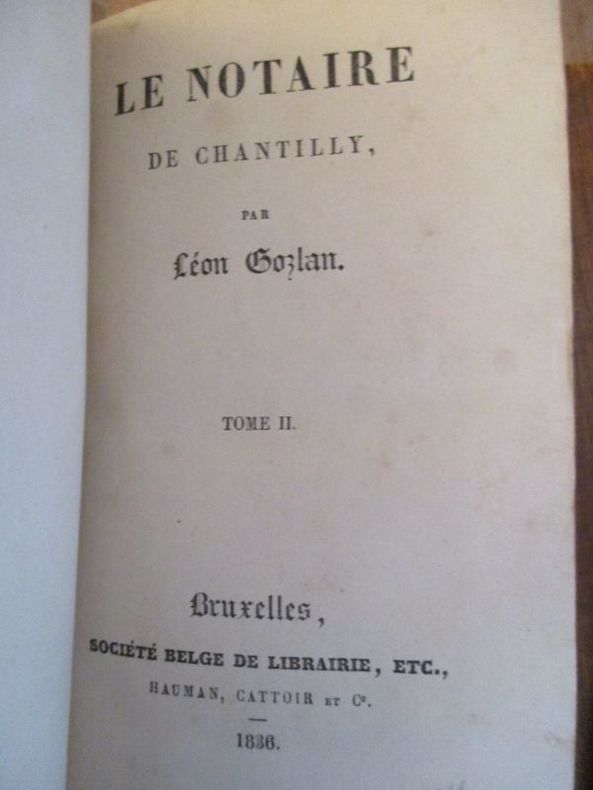 LE NOTAIRE
DE CHANTILLY,
PAR
Léon Gozlan.
TOME II.
Bruxelles,
SOCIÉTÉ BELGE DE LIBRAIRIE, ETC.,
HAUMAN, CATTOIR ET Cº.
1836.